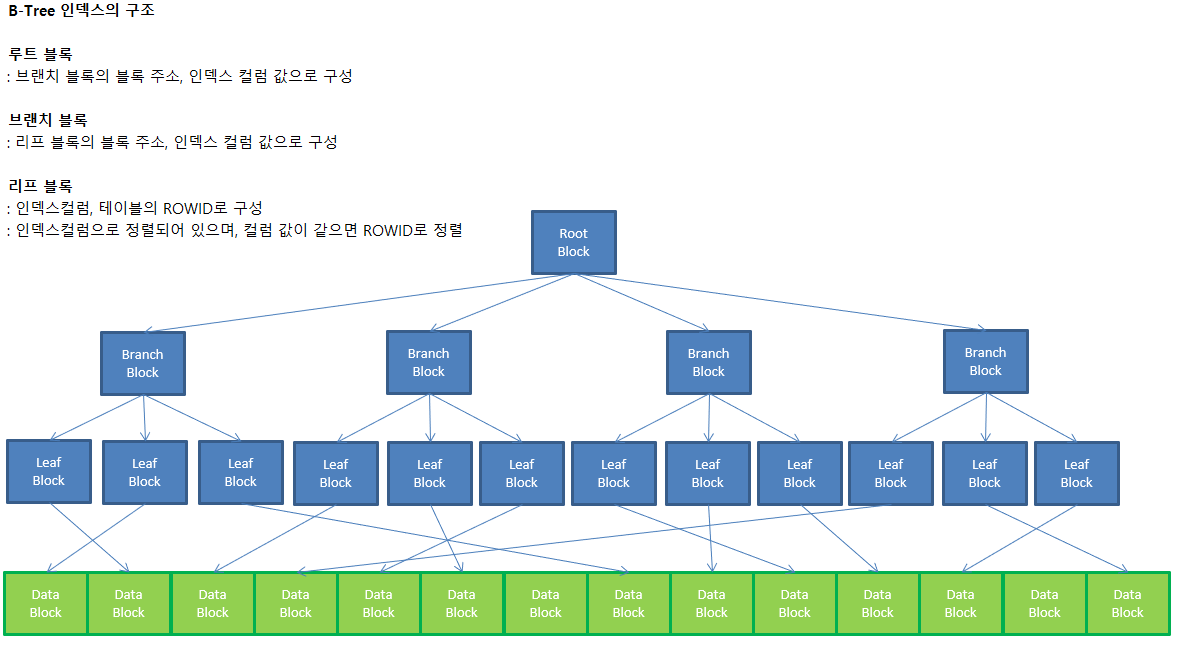 B-Tree 인덱스의 구조
루트 블록
: 브랜치 블록의 블록 주소, 인덱스 컬럼 값으로 구성
브랜치 블록
: 리프 블록의 블록 주소, 인덱스 컬럼 값으로 구성
리프 블록
: 인덱스컬럼, 테이블의 ROWID로 구성
: 인덱스컬럼으로 정렬되어 있으며, 컬럼 값이 같으면 ROWID로 정렬
Root
Block
Branch
Block
Branch
Block
Branch
Block
Branch
Block
Leaf
Block
Leaf
Block
Leaf
Block
Leaf
Block
Leaf
Block
Leaf
Block
Leaf
Block
Leaf
Block
Leaf
Block
Leaf
Block
Leaf
Block
Leaf
Block
Data
Block
Data
Block
Data
Block
Data
Block
Data
Block
Data
Block
Data
Block
Data
Block
Data
Block
Data
Block
Data
Block
Data
Block
Data
Block
Data
Block